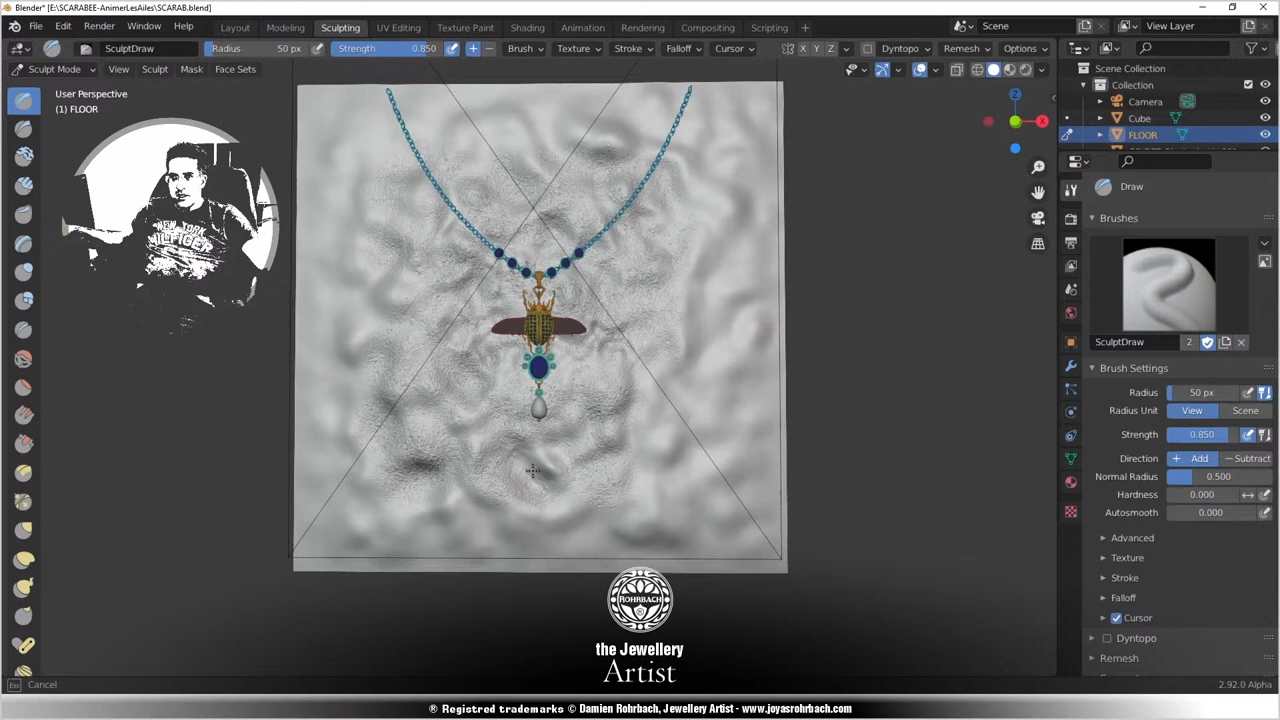 Blender* [E:\SCARABEE-AnimerLesAiles\SCARAB.blend]
File Edit Render Window Help
Layout Modeling Sculpting UV Editing Texture Paint Shading Animation Rendering Compositing Scripting
Scene
View Layer
SculptDraw
Radius 50 px
Strength 0.850
Brush Texture Stroke Falloff Cursor
X Y Z
Dyntopo Remesh Options
Sculpt Mode View Sculpt Mask Face Sets
User Perspective
(1) FLOOR
NEW YORK
HILFIGER
Z
X
Scene Collection
Collection
Camera
Cube
FLOOR
Draw
Brushes
SculptDraw 2
Brush Settings
Radius 50 px
Radius Unit View Scene
Strength 0.850
Direction + Add — Subtract
Normal Radius 0.500
Hardness 0.000
Autosmooth 0.000
Advanced
Texture
Stroke
Falloff
Cursor
Dyntopo
Remesh
ROHRBACH
the Jewellery
Artist
Esc Cancel
2.92.0 Alpha
® Registred trademarks © Damien Rohrbach, Jewellery Artist - www.joyasrohrbach.com